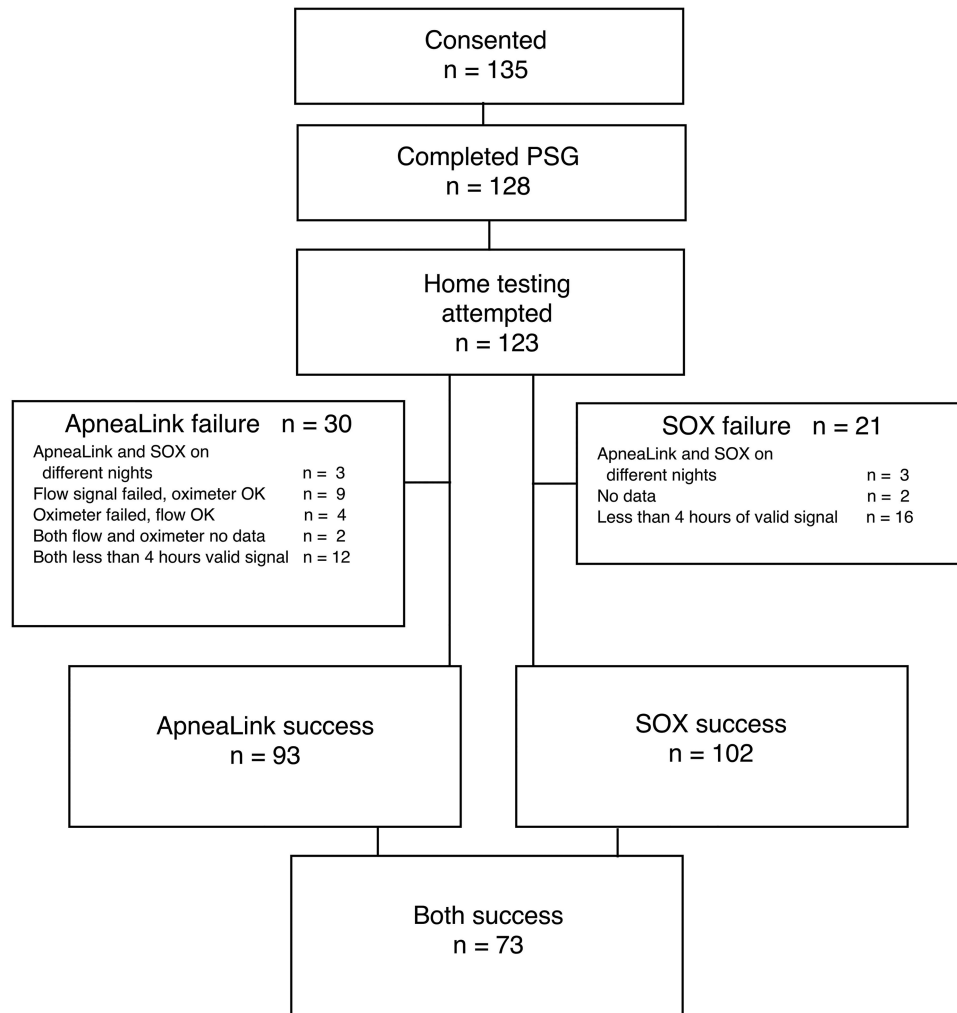 Consented
n = 135
Completed PSG
n = 128
Home testing
attempted
n = 123
ApneaLink failure n = 30
ApneaLink and SOX on
different nights n = 3
Flow signal failed, oximeter OK n = 9
Oximeter failed, flow OK n = 4
Both flow and oximeter no data n = 2
Both less than 4 hours valid signal n = 12
SOX failure n = 21
ApneaLink and SOX on
different nights n = 3
No data n = 2
Less than 4 hours of valid signal n = 16
ApneaLink success
n = 93
SOX success
n = 102
Both success
n = 73